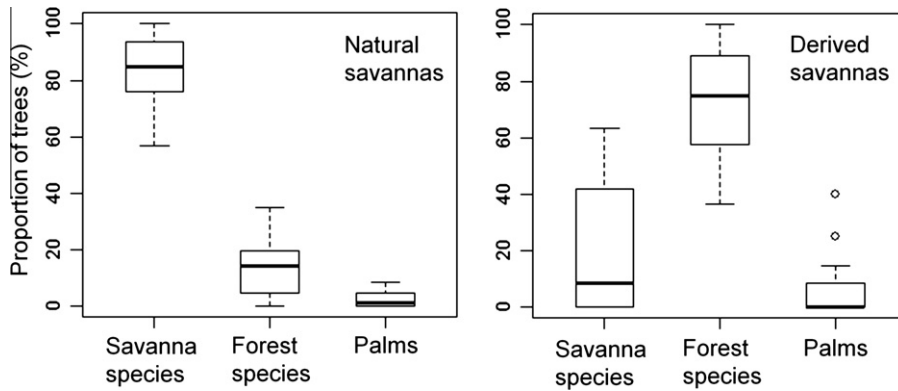 Proportion of trees (%)
100
80
60
40
20
0
Natural
savannas
Savanna
species
Forest
species
Palms
100
80
60
40
20
0
Derived
savannas
Savanna
species
Forest
species
Palms